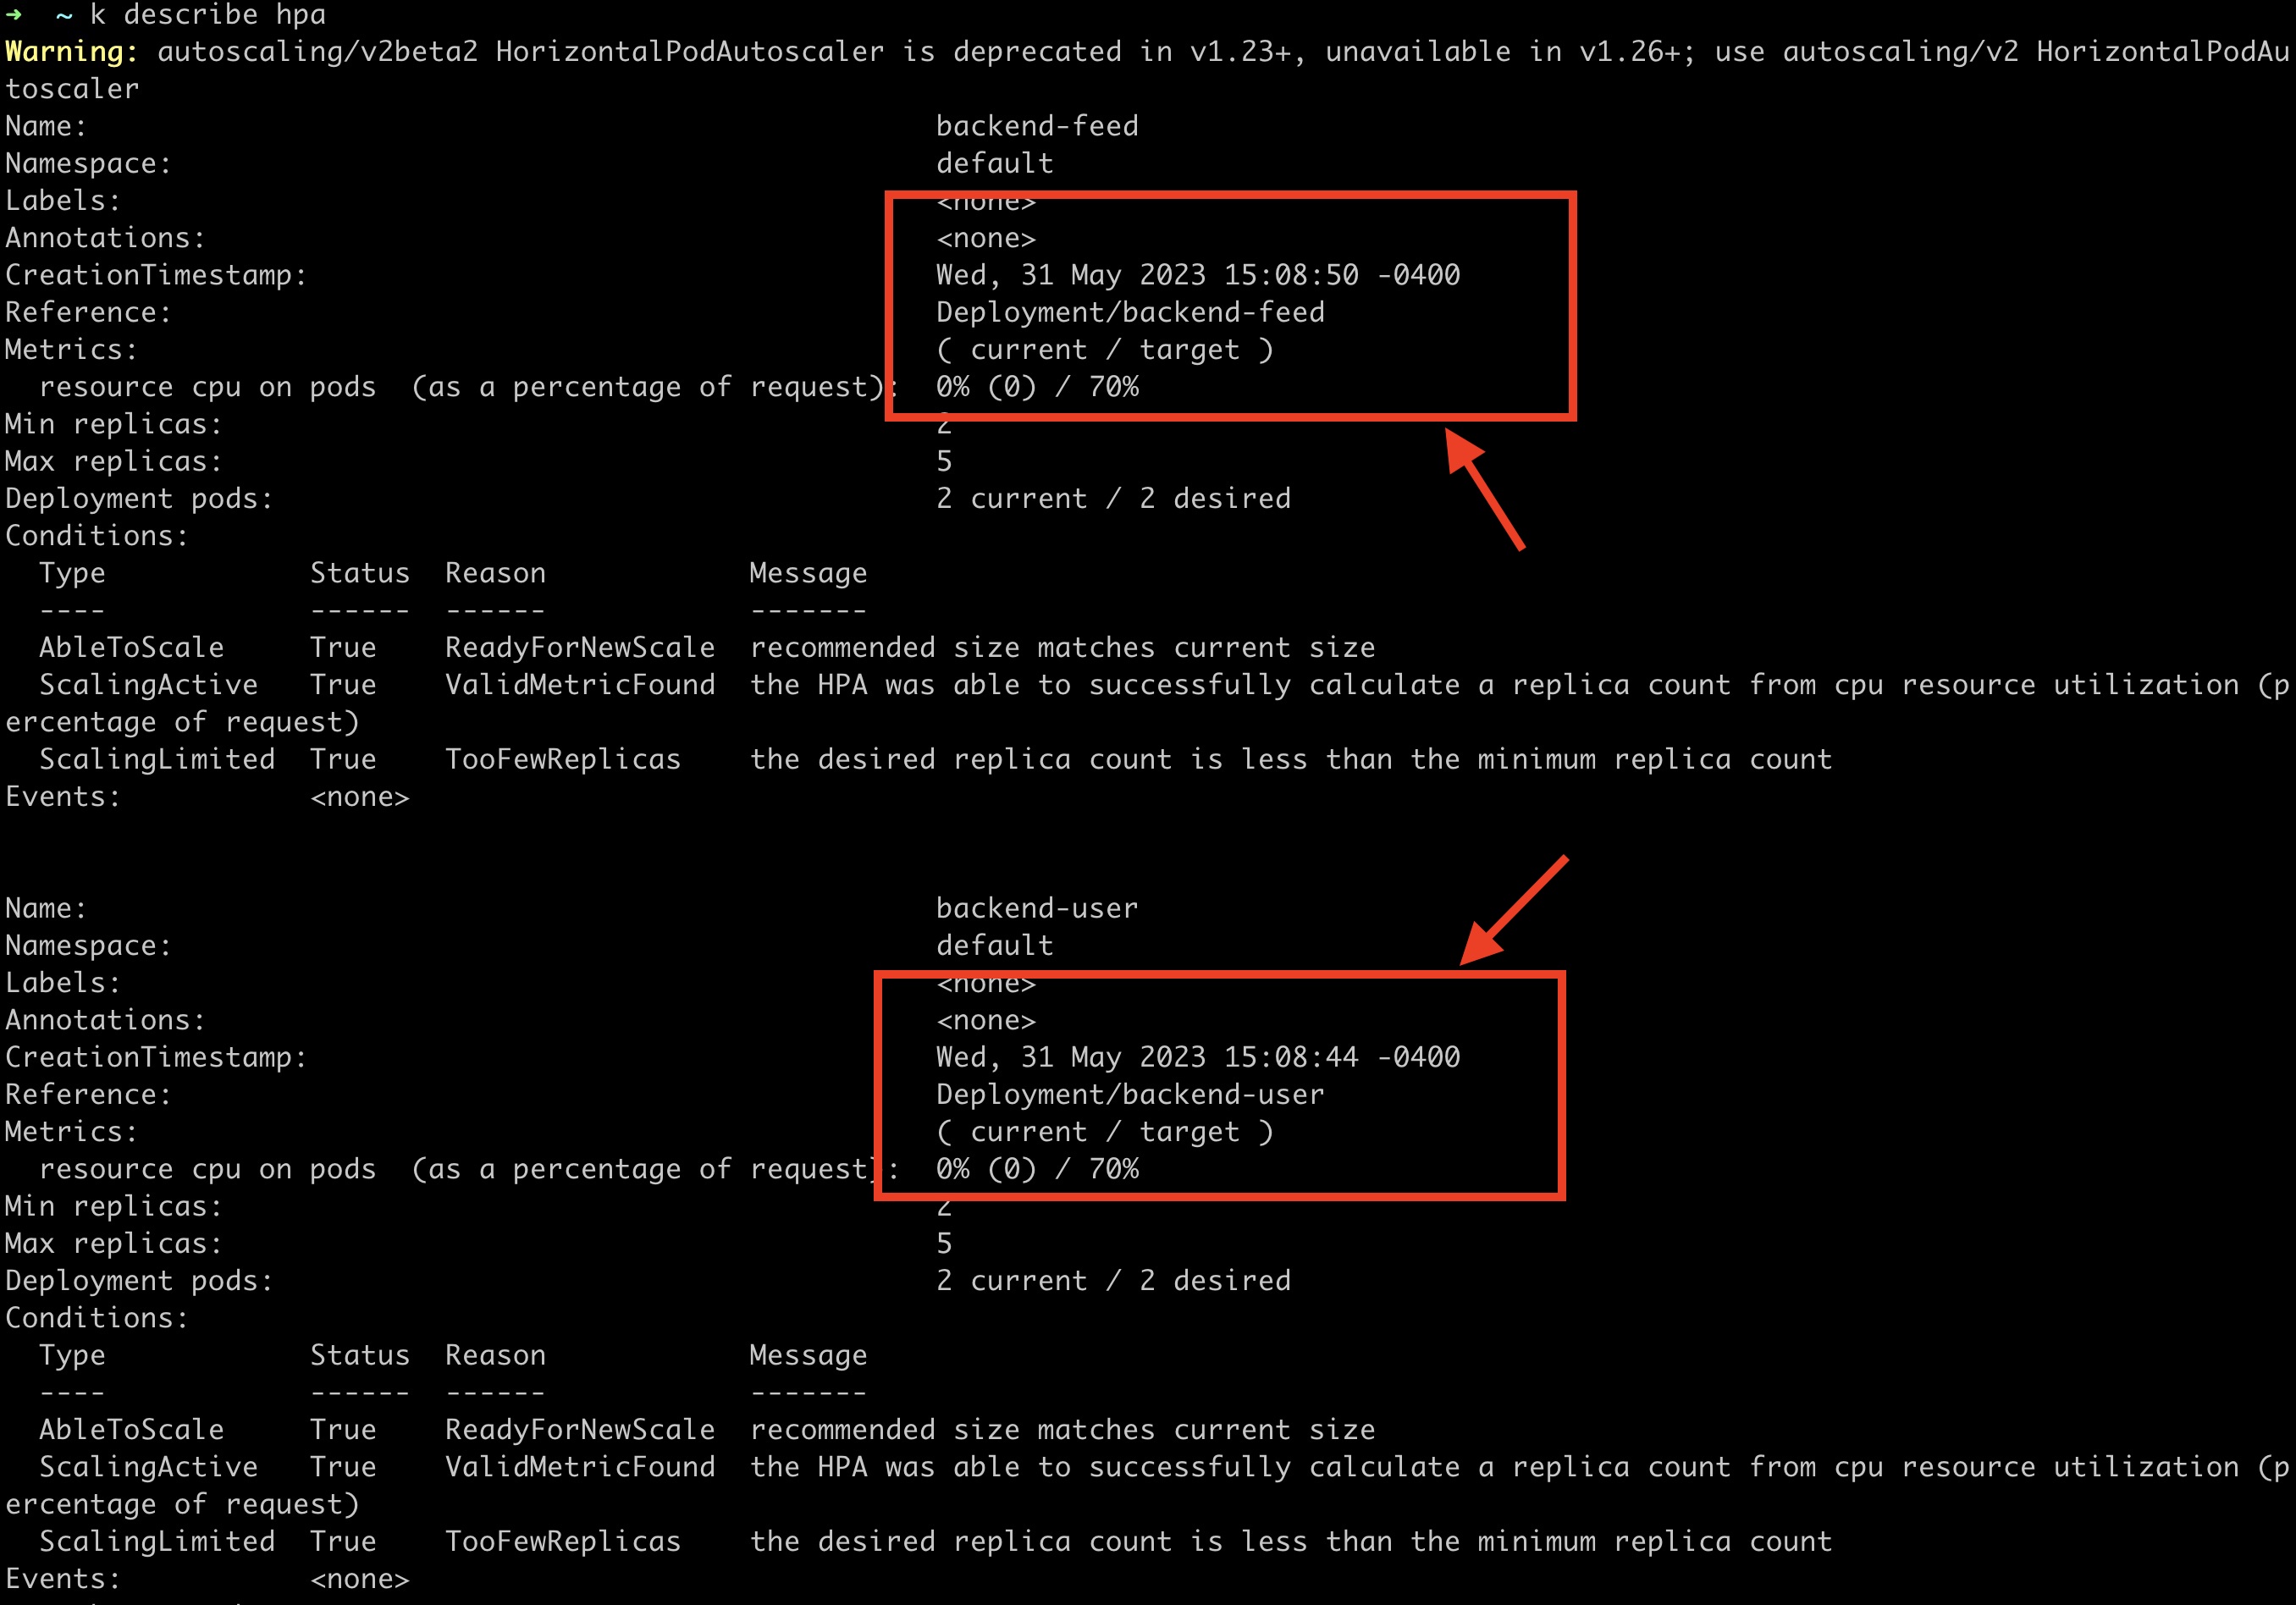 ➜  ~ k describe hpa
Warning: autoscaling/v2beta2 HorizontalPodAutoscaler is deprecated in v1.23+, unavailable in v1.26+; use autoscaling/v2 HorizontalPodAu
toscaler
Name: backend-feed
Namespace: default
Labels: <none>
Annotations: <none>
CreationTimestamp: Wed, 31 May 2023 15:08:50 -0400
Reference: Deployment/backend-feed
Metrics: ( current / target )
  resource cpu on pods  (as a percentage of request): 0% (0) / 70%
Min replicas: 2
Max replicas: 5
Deployment pods: 2 current / 2 desired
Conditions:
  Type            Status  Reason            Message
  ----            ------  ------            -------
  AbleToScale     True    ReadyForNewScale  recommended size matches current size
  ScalingActive   True    ValidMetricFound  the HPA was able to successfully calculate a replica count from cpu resource utilization (p
ercentage of request)
  ScalingLimited  True    TooFewReplicas    the desired replica count is less than the minimum replica count
Events:           <none>
Name: backend-user
Namespace: default
Labels: <none>
Annotations: <none>
CreationTimestamp: Wed, 31 May 2023 15:08:44 -0400
Reference: Deployment/backend-user
Metrics: ( current / target )
  resource cpu on pods  (as a percentage of request): 0% (0) / 70%
Min replicas: 2
Max replicas: 5
Deployment pods: 2 current / 2 desired
Conditions:
  Type            Status  Reason            Message
  ----            ------  ------            -------
  AbleToScale     True    ReadyForNewScale  recommended size matches current size
  ScalingActive   True    ValidMetricFound  the HPA was able to successfully calculate a replica count from cpu resource utilization (p
ercentage of request)
  ScalingLimited  True    TooFewReplicas    the desired replica count is less than the minimum replica count
Events:           <none>